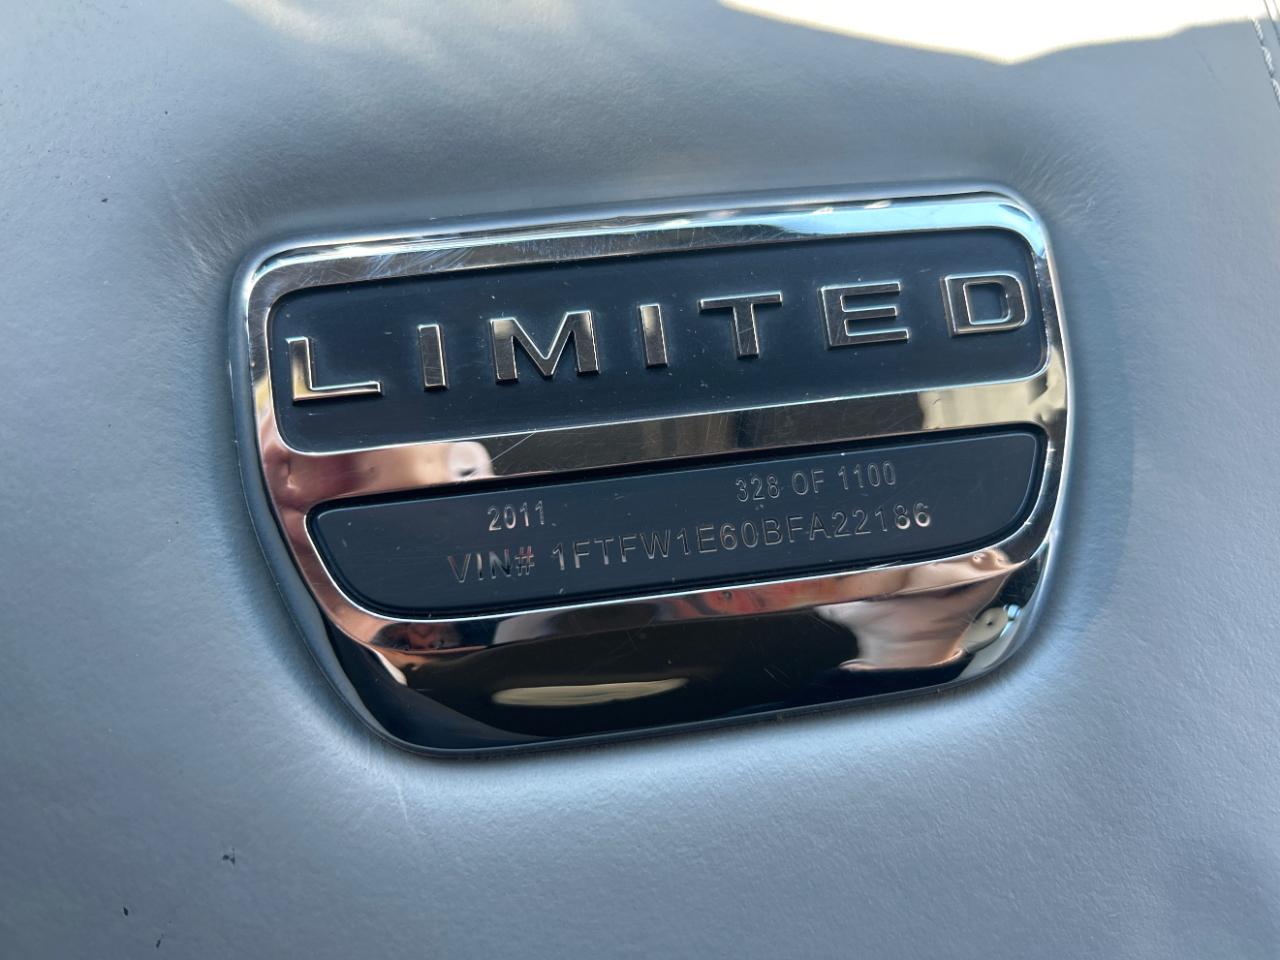 LIMITED
2011 328 OF 1100
VIN# 1FTFW1E60BFA22186